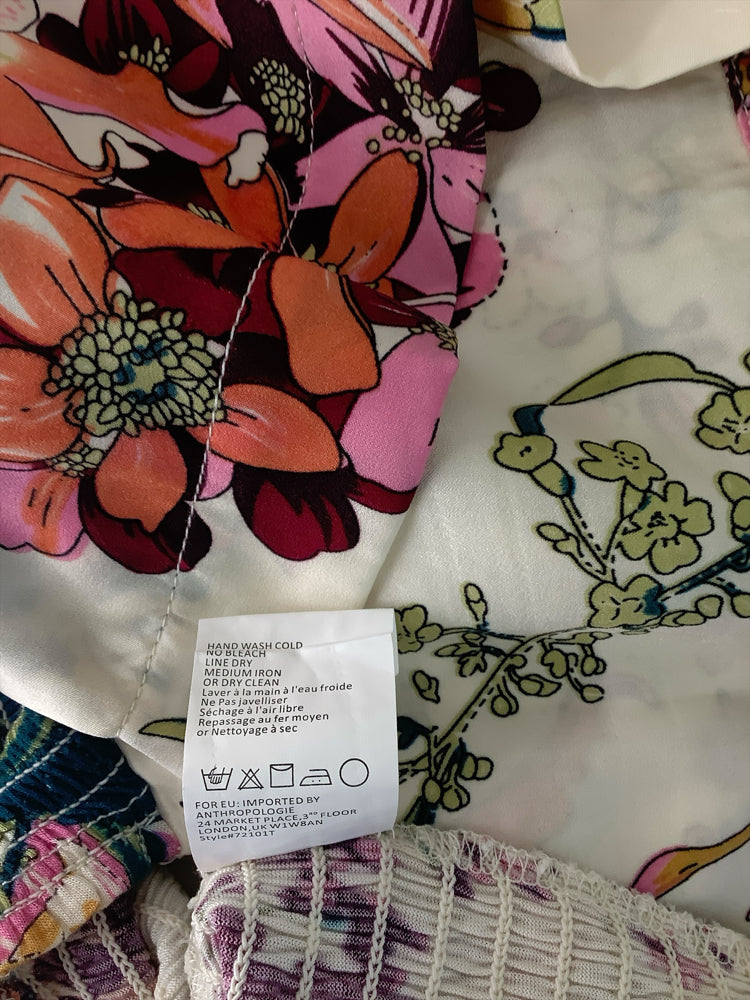 HAND WASH COLD
NO BLEACH
LINE DRY
MEDIUM IRON
OR DRY CLEAN
Laver à la main à l'eau froide
Ne Pas javelliser
Séchage à l'air libre
Repassage au fer moyen
or Nettoyage à sec
FOR EU: IMPORTED BY
ANTHROPOLOGIE
24 MARKET PLACE,3RD FLOOR
LONDON,UK W1W8AN
Style#72101T